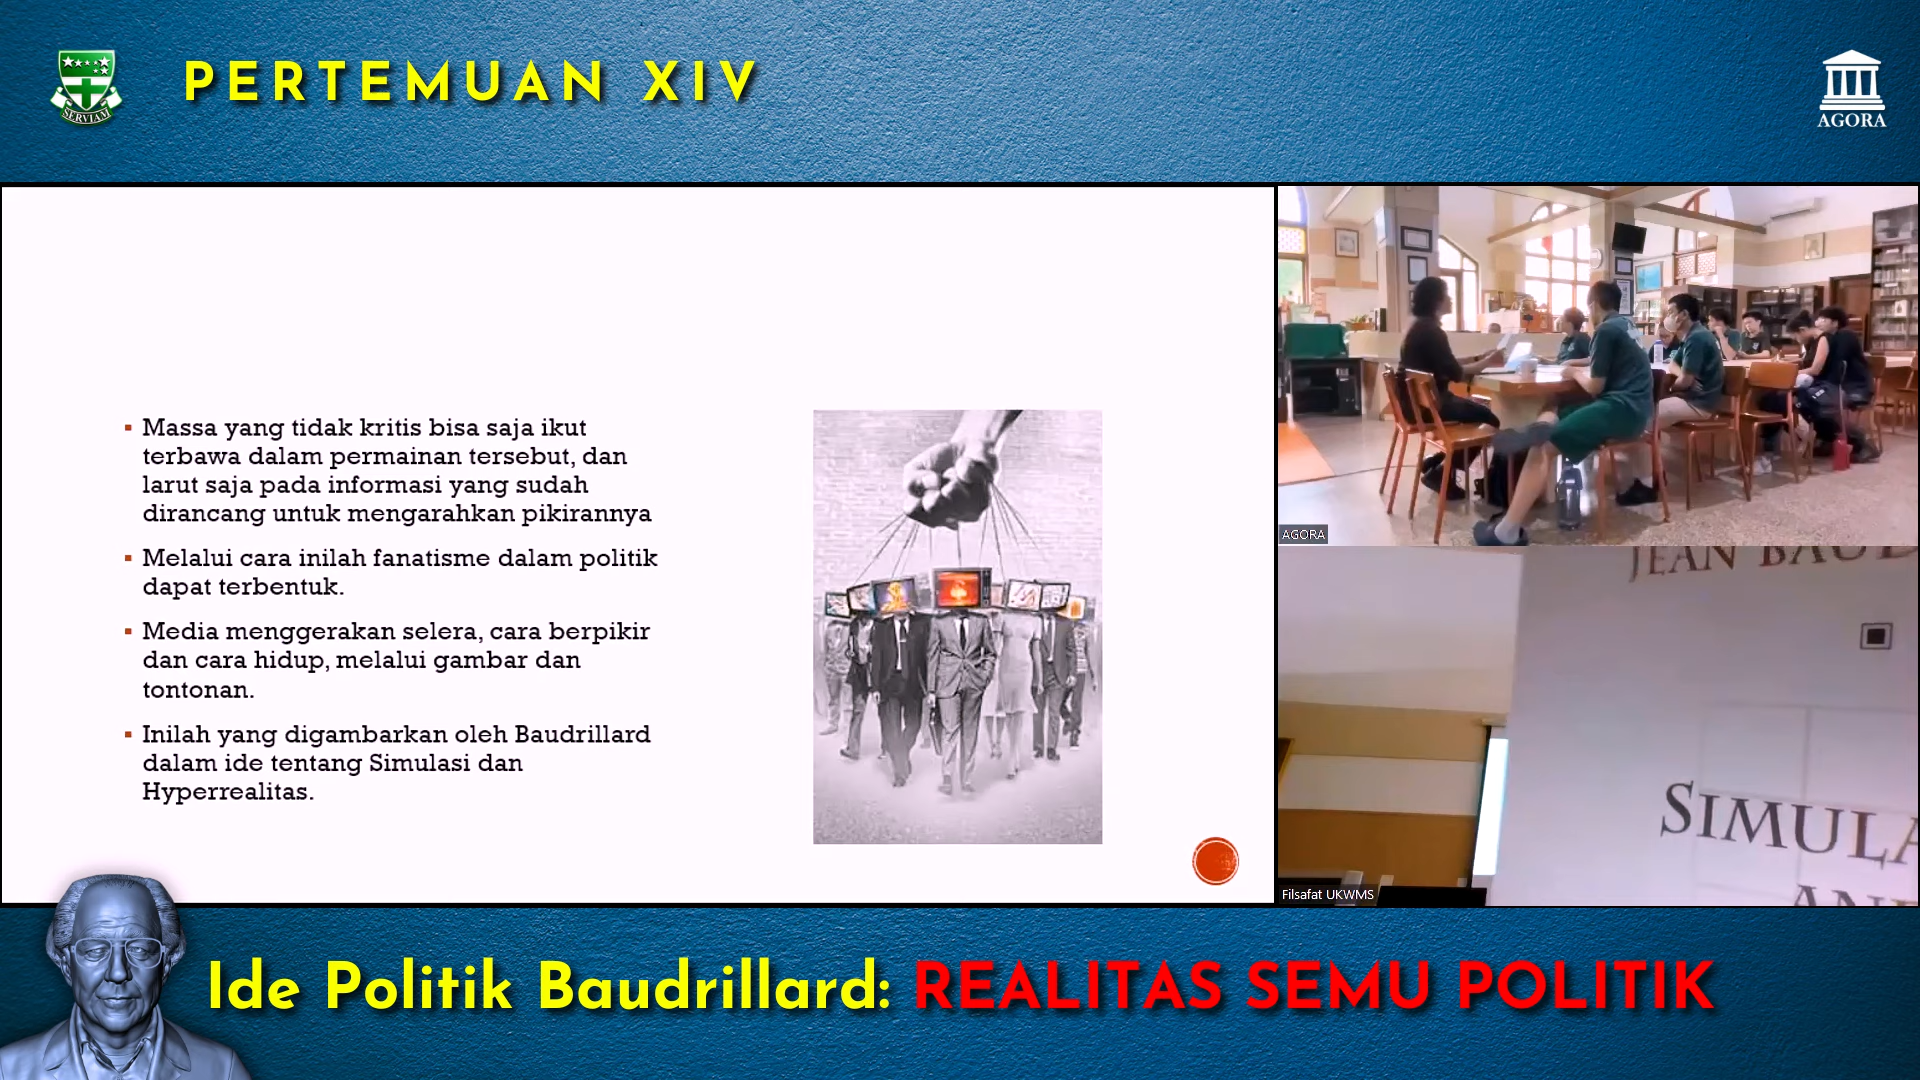 PERTEMUAN XIV
SERVIAM
AGORA
Massa yang tidak kritis bisa saja ikut
terbawa dalam permainan tersebut, dan
larut saja pada informasi yang sudah
dirancang untuk mengarahkan pikirannya
Melalui cara inilah fanatisme dalam politik
dapat terbentuk.
Media menggerakan selera, cara berpikir
dan cara hidup, melalui gambar dan
tontonan.
Inilah yang digambarkan oleh Baudrillard
dalam ide tentang Simulasi dan
Hyperrealitas.
AGORA
JEAN BAUD
SIMULA
AN
Filsafat UKWMS
Ide Politik Baudrillard: REALITAS SEMU POLITIK